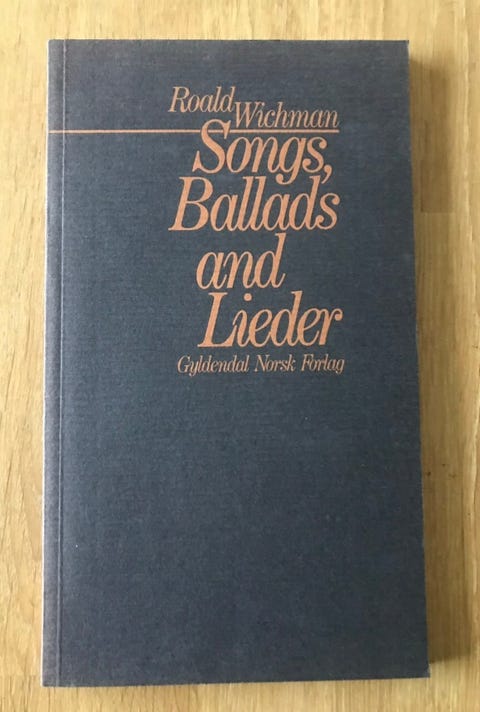 Roald
Wichman
Songs,
Ballads
and
Lieder
Gyldendal Norsk Forlag